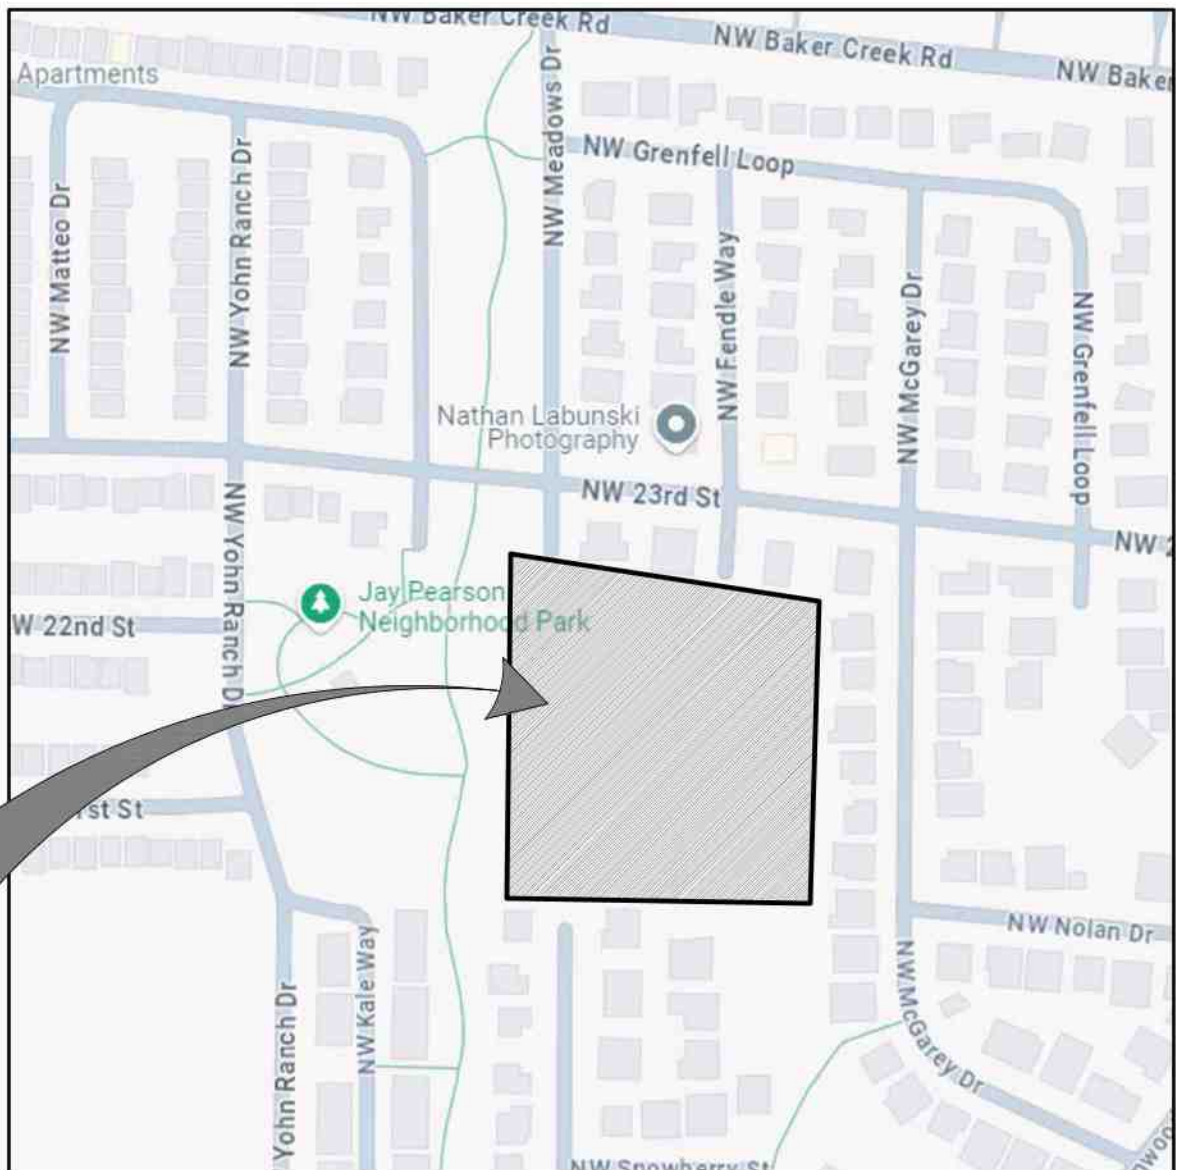 NW Baker Creek Rd
NW Baker Creek Rd
NW Baker
Apartments
NW Meadows Dr
NW Grenfell Loop
NW Matteo Dr
NW Yohn Ranch Dr
NW Fendle Way
NW McGarey Dr
NW Grenfell Loop
Nathan Labunski
Photography
NW 23rd St
NW 2
NW Yohn Ranch D
Jay Pearson
Neighborhood Park
W 22nd St
rst St
NW Nolan Dr
NW Kale Way
Yohn Ranch Dr
NW McGarey Dr
NW Snowberry St
woo